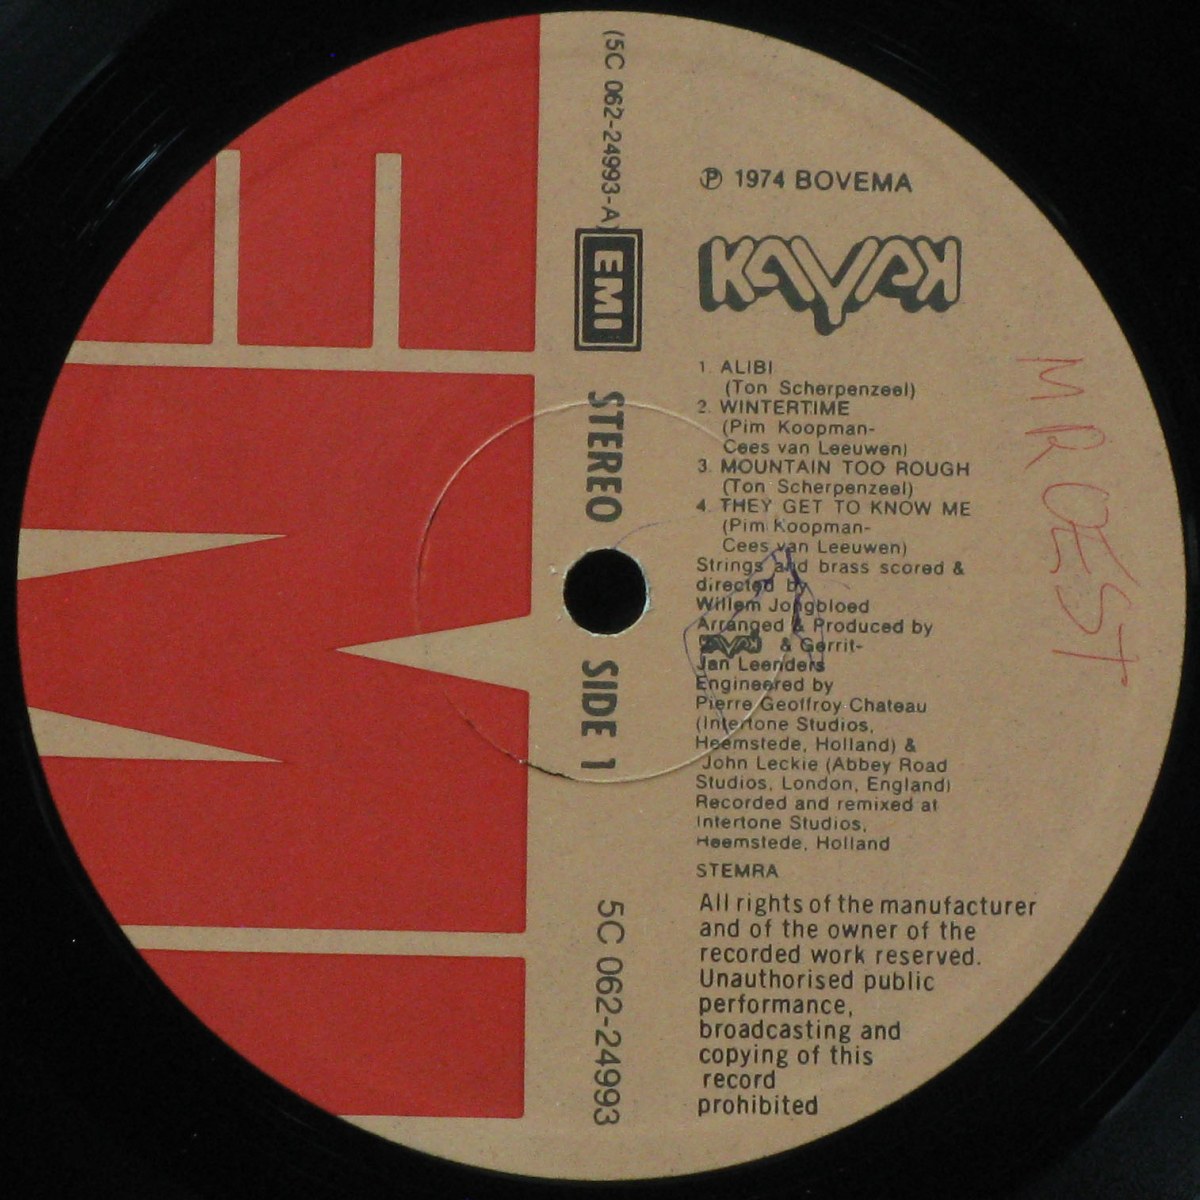 (5C 062-24993-A)
EMI
STEREO
SIDE 1
5C 062-24993
Ⓟ 1974 BOVEMA
KAYAK
1. ALIBI
(Ton Scherpenzeel)
2. WINTERTIME
(Pim Koopman-
Cees van Leeuwen)
3. MOUNTAIN TOO ROUGH
(Ton Scherpenzeel)
4. THEY GET TO KNOW ME
(Pim Koopman-
Cees van Leeuwen)
Strings and brass scored &
directed by
Willem Jongbloed
Arranged & Produced by
KAYAK & Gerrit-
Jan Leenders
Engineered by
Pierre Geoffroy Chateau
(Intertone Studios,
Heemstede, Holland) &
John Leckie (Abbey Road
Studios, London, England)
Recorded and remixed at
Intertone Studios,
Heemstede, Holland
STEMRA
All rights of the manufacturer
and of the owner of the
recorded work reserved.
Unauthorised public
performance,
broadcasting and
copying of this
record
prohibited
MR OEST
EMI